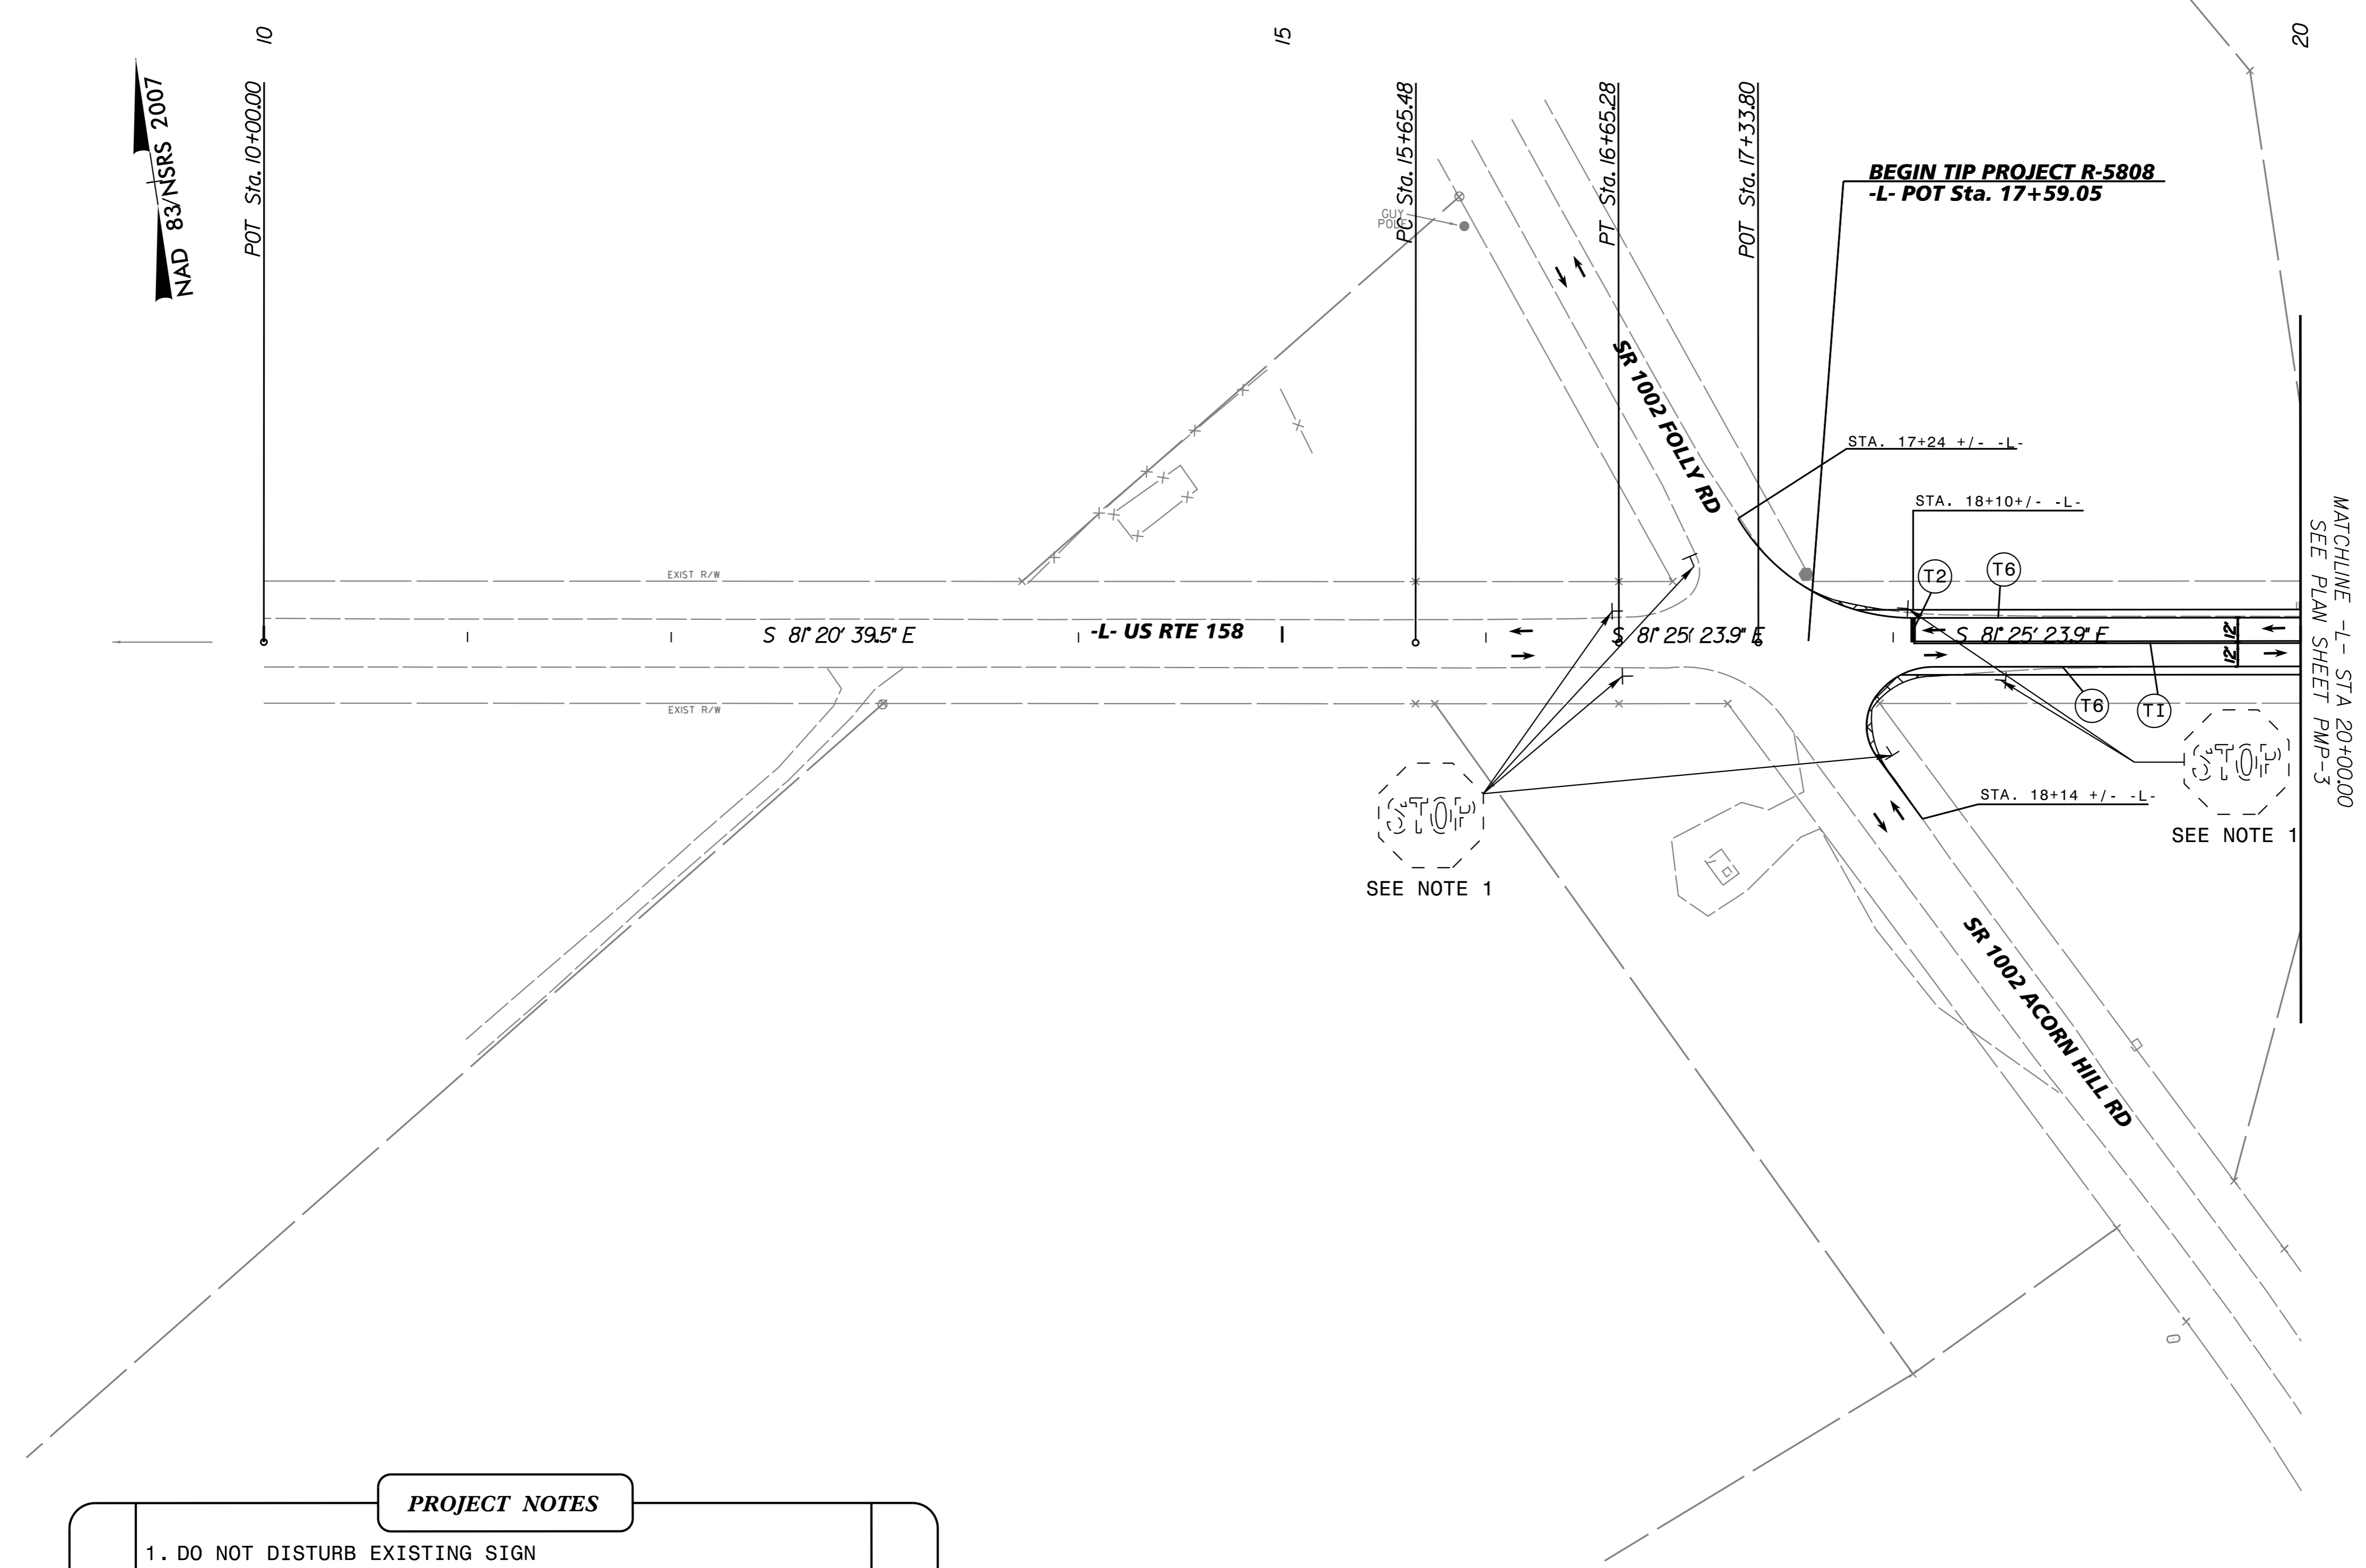 10
15
20
NAD 83/NSRS 2007
POT Sta. 10+00.00
PC Sta. 15+65.48
PT Sta. 16+65.28
POT Sta. 17+33.80
BEGIN TIP PROJECT R-5808
-L- POT Sta. 17+59.05
GUY
POLE
SR 1002 FOLLY RD
STA. 17+24 +/- -L-
STA. 18+10+/- -L-
EXIST R/W
T2
T6
S 81° 20' 39.5" E
-L- US RTE 158
S 81° 25' 23.9" E
S 81° 25' 23.9" E
12'
12'
EXIST R/W
T6
T1
MATCHLINE -L- STA 20+00.00
SEE PLAN SHEET PMP-3
STOP
SEE NOTE 1
STOP
SEE NOTE 1
STA. 18+14 +/- -L-
SR 1002 ACORN HILL RD
PROJECT NOTES
1. DO NOT DISTURB EXISTING SIGN